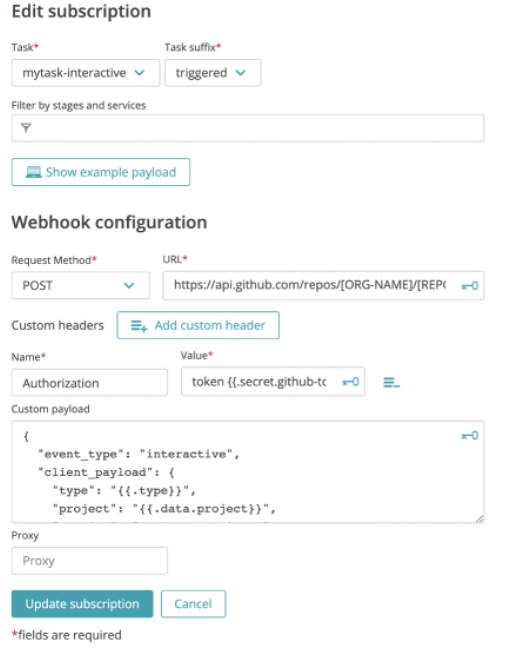 Edit subscription
Task* Task suffix*
mytask-interactive triggered
Filter by stages and services
Show example payload
Webhook configuration
Request Method* URL*
POST https://api.github.com/repos/[ORG-NAME]/[REP
Custom headers Add custom header
Name* Value*
Authorization token {{.secret.github-to
Custom payload
{
"event_type": "interactive",
"client_payload": {
"type": "{{.type}}",
"project": "{{.data.project}}",
Proxy
Proxy
Update subscription Cancel
*fields are required